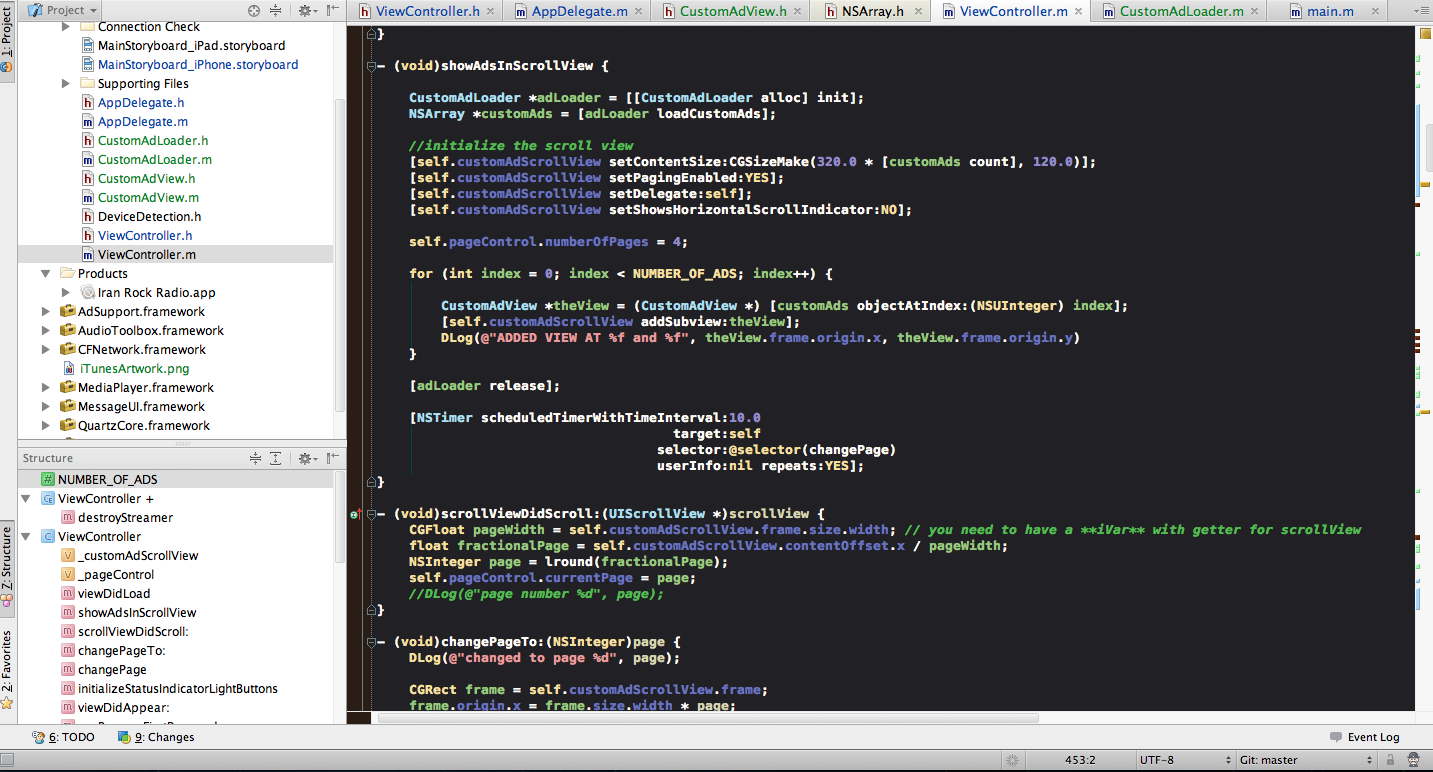 1: Project
Project
ViewController.h
AppDelegate.m
CustomAdView.h
NSArray.h
ViewController.m
CustomAdLoader.m
main.m
Connection Check
MainStoryboard_iPad.storyboard
MainStoryboard_iPhone.storyboard
Supporting Files
AppDelegate.h
AppDelegate.m
CustomAdLoader.h
CustomAdLoader.m
CustomAdView.h
CustomAdView.m
DeviceDetection.h
ViewController.h
ViewController.m
Products
Iran Rock Radio.app
AdSupport.framework
AudioToolbox.framework
CFNetwork.framework
iTunesArtwork.png
MediaPlayer.framework
MessageUI.framework
QuartzCore.framework
Structure
NUMBER_OF_ADS
ViewController +
destroyStreamer
ViewController
_customAdScrollView
_pageControl
viewDidLoad
showAdsInScrollView
scrollViewDidScroll:
changePageTo:
changePage
initializeStatusIndicatorLightButtons
viewDidAppear:
7: Structure
2: Favorites
}
- (void)showAdsInScrollView {
CustomAdLoader *adLoader = [[CustomAdLoader alloc] init];
NSArray *customAds = [adLoader loadCustomAds];
//initialize the scroll view
[self.customAdScrollView setContentSize:CGSizeMake(320.0 * [customAds count], 120.0)];
[self.customAdScrollView setPagingEnabled:YES];
[self.customAdScrollView setDelegate:self];
[self.customAdScrollView setShowsHorizontalScrollIndicator:NO];
self.pageControl.numberOfPages = 4;
for (int index = 0; index < NUMBER_OF_ADS; index++) {
CustomAdView *theView = (CustomAdView *) [customAds objectAtIndex:(NSUInteger) index];
[self.customAdScrollView addSubview:theView];
DLog(@"ADDED VIEW AT %f and %f", theView.frame.origin.x, theView.frame.origin.y)
}
[adLoader release];
[NSTimer scheduledTimerWithTimeInterval:10.0
target:self
selector:@selector(changePage)
userInfo:nil repeats:YES];
}
- (void)scrollViewDidScroll:(UIScrollView *)scrollView {
CGFloat pageWidth = self.customAdScrollView.frame.size.width; // you need to have a **iVar** with getter for scrollView
float fractionalPage = self.customAdScrollView.contentOffset.x / pageWidth;
NSInteger page = lround(fractionalPage);
self.pageControl.currentPage = page;
//DLog(@"page number %d", page);
}
- (void)changePageTo:(NSInteger)page {
DLog(@"changed to page %d", page);
CGRect frame = self.customAdScrollView.frame;
frame.origin.x = frame.size.width * page;
6: TODO
9: Changes
Event Log
453:2
UTF-8
Git: master